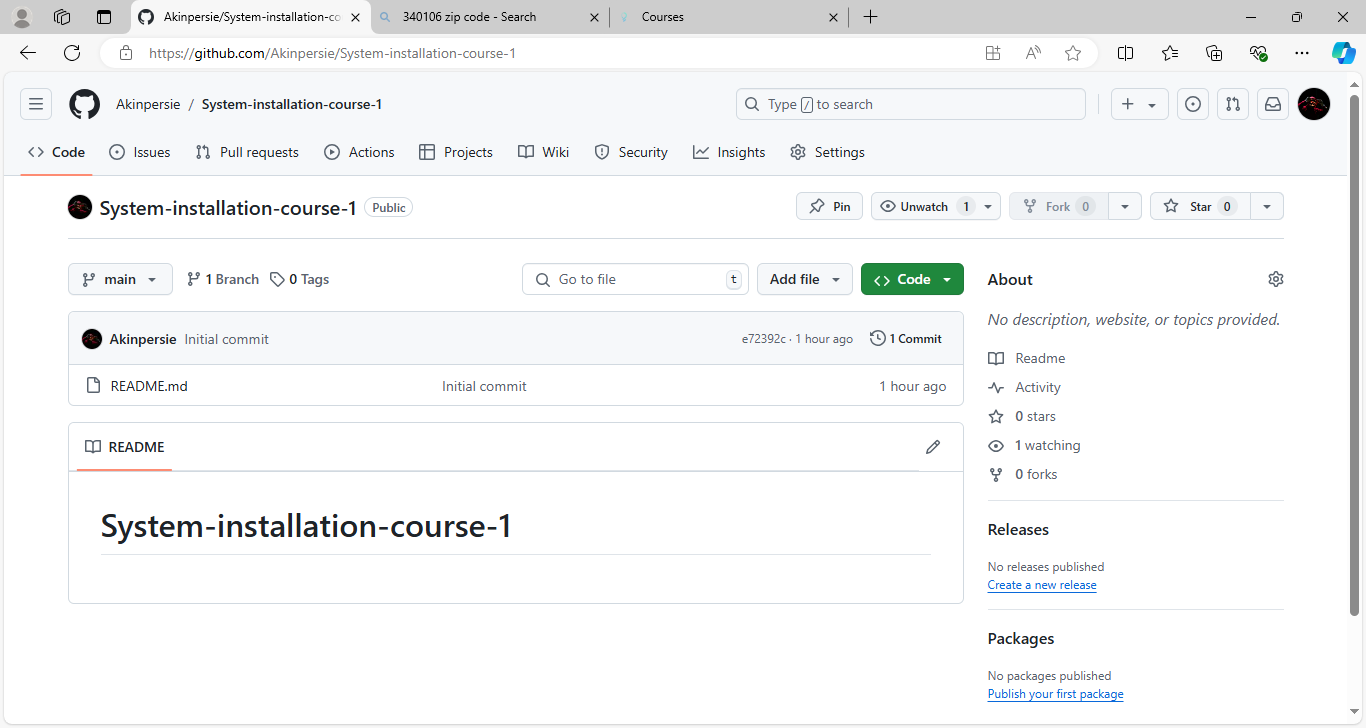 Akinpersie/System-installation-co
340106 zip code - Search
Courses
https://github.com/Akinpersie/System-installation-course-1
Akinpersie / System-installation-course-1
Type / to search
Code
Issues
Pull requests
Actions
Projects
Wiki
Security
Insights
Settings
System-installation-course-1 Public
Pin
Unwatch 1
Fork 0
Star 0
main
1 Branch
0 Tags
Go to file t
Add file
Code
Akinpersie Initial commit
e72392c · 1 hour ago
1 Commit
README.md
Initial commit
1 hour ago
README
System-installation-course-1
About
No description, website, or topics provided.
Readme
Activity
0 stars
1 watching
0 forks
Releases
No releases published
Create a new release
Packages
No packages published
Publish your first package